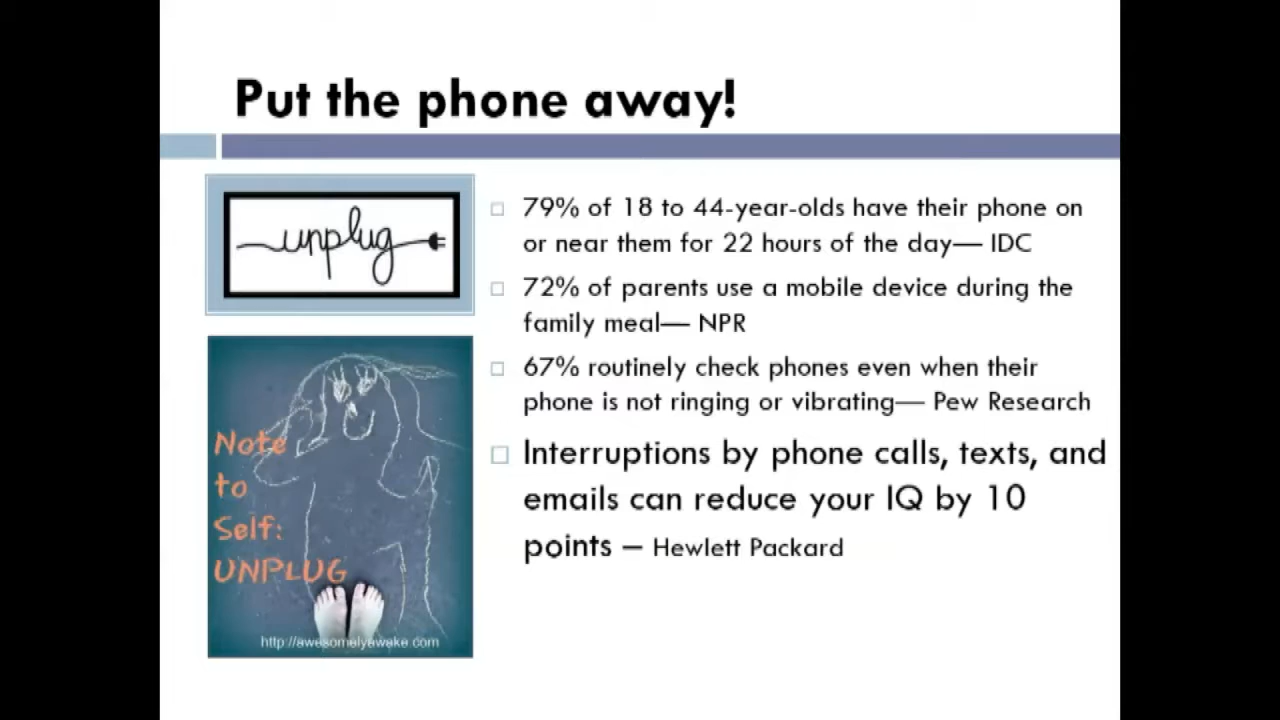 Put the phone away!
unplug
Note
to
Self:
UNPLUG
http://awesomelyawake.com
79% of 18 to 44-year-olds have their phone on
or near them for 22 hours of the day— IDC
72% of parents use a mobile device during the
family meal— NPR
67% routinely check phones even when their
phone is not ringing or vibrating— Pew Research
Interruptions by phone calls, texts, and
emails can reduce your IQ by 10
points – Hewlett Packard